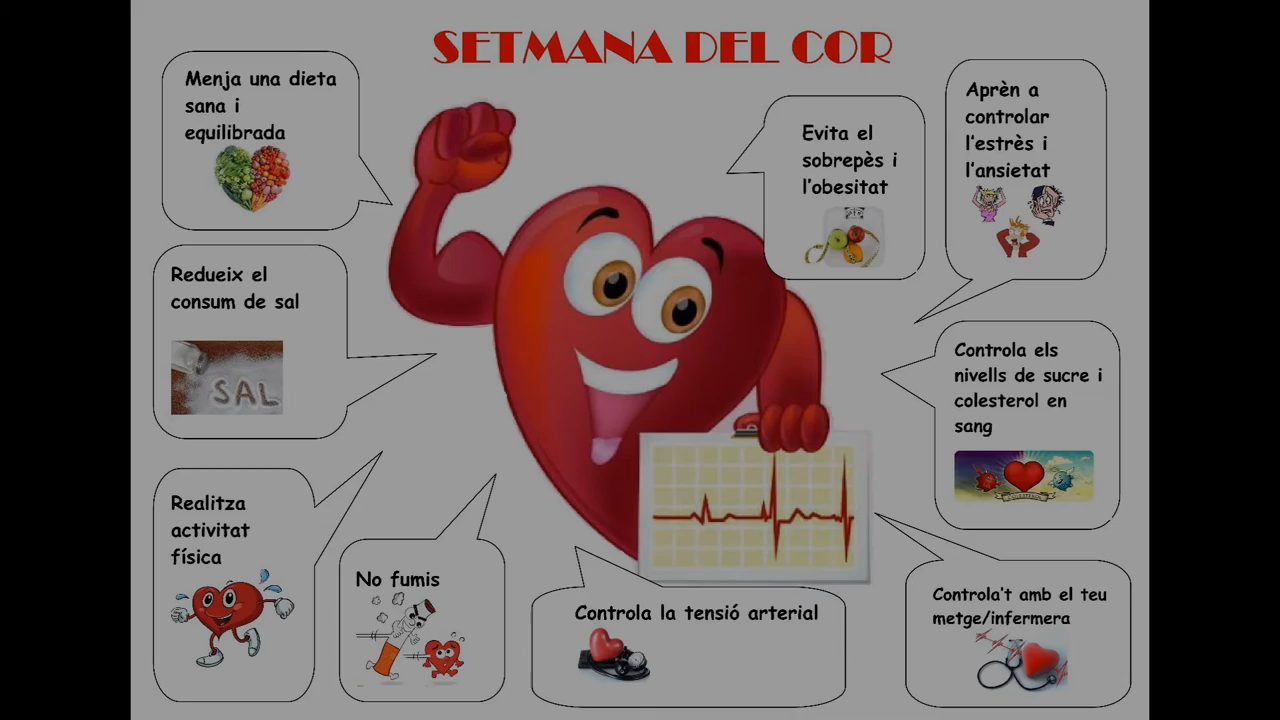 SETMANA DEL COR
Menja una dieta
sana i
equilibrada
Evita el
sobrepès i
l'obesitat
Aprèn a
controlar
l'estrès i
l'ansietat
Redueix el
consum de sal
SAL
Controla els
nivells de sucre i
colesterol en
sang
Realitza
activitat
física
No fumis
Controla la tensió arterial
Controla't amb el teu
metge/infermera